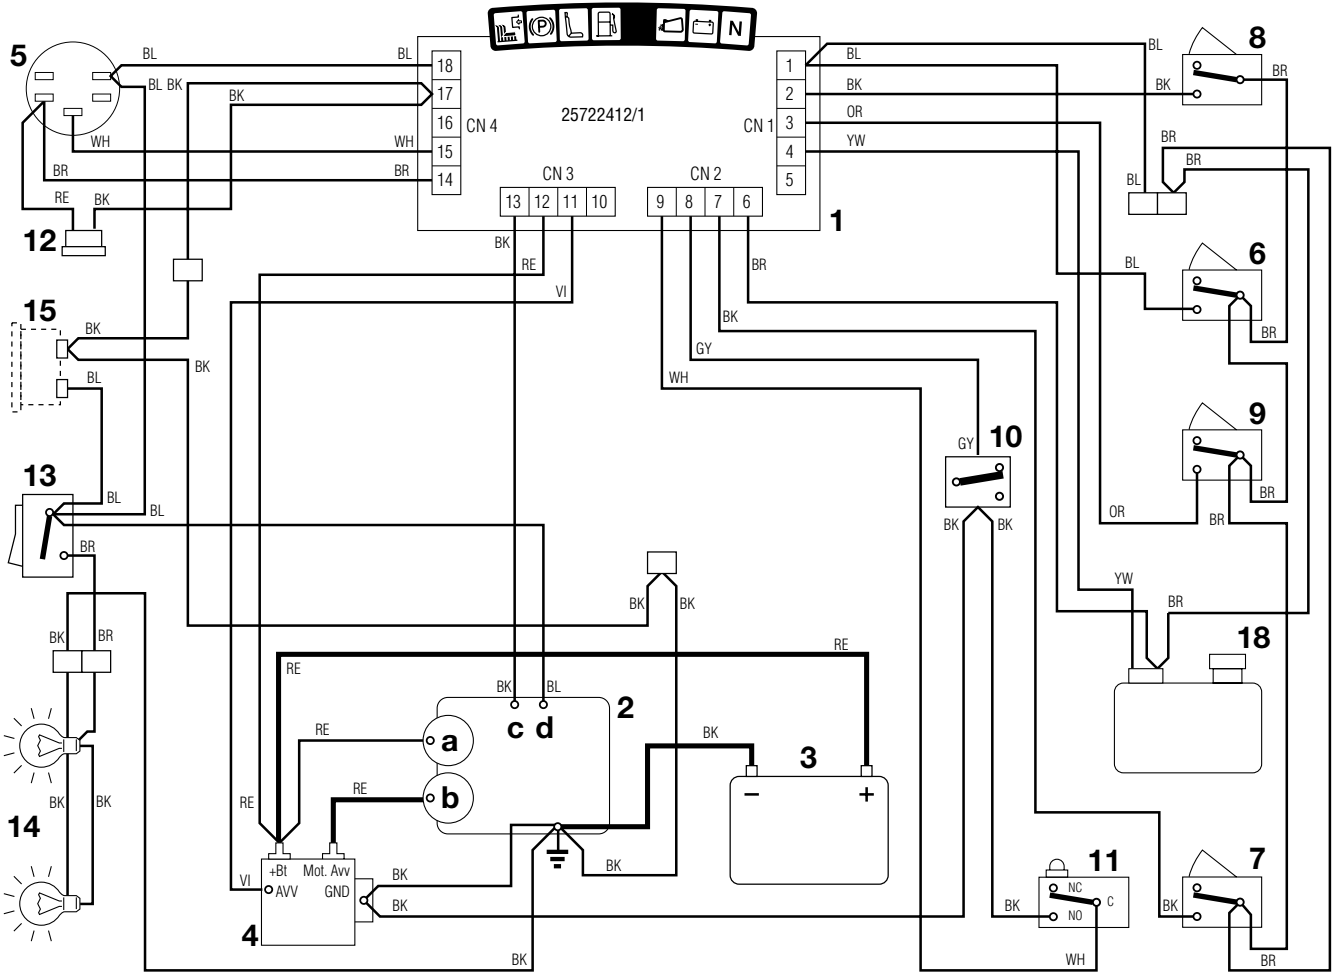 P
N
5
BL
BL
BL BK
BK
WH
WH
BR
BR
RE
BK
12
18
17
16
15
14
CN 4
25722412/1
CN 3
13
12
11
10
CN 2
9
8
7
6
CN 1
1
2
3
4
5
1
BL
BL
BK
BK
OR
YW
8
BR
BR
BR
BL
BK
RE
VI
BR
BK
GY
WH
6
BL
BR
15
BK
BK
BL
9
BR
BR
OR
10
GY
BK
BK
13
BL
BL
BR
BK
BK
YW
BR
18
BK
BR
RE
RE
BK
BL
c
d
2
RE
a
BK
3
−
+
RE
b
RE
14
BK
BK
+Bt
Mot. Avv
AVV
GND
VI
4
BK
BK
BK
BK
11
NC
C
NO
BK
WH
7
BK
BR